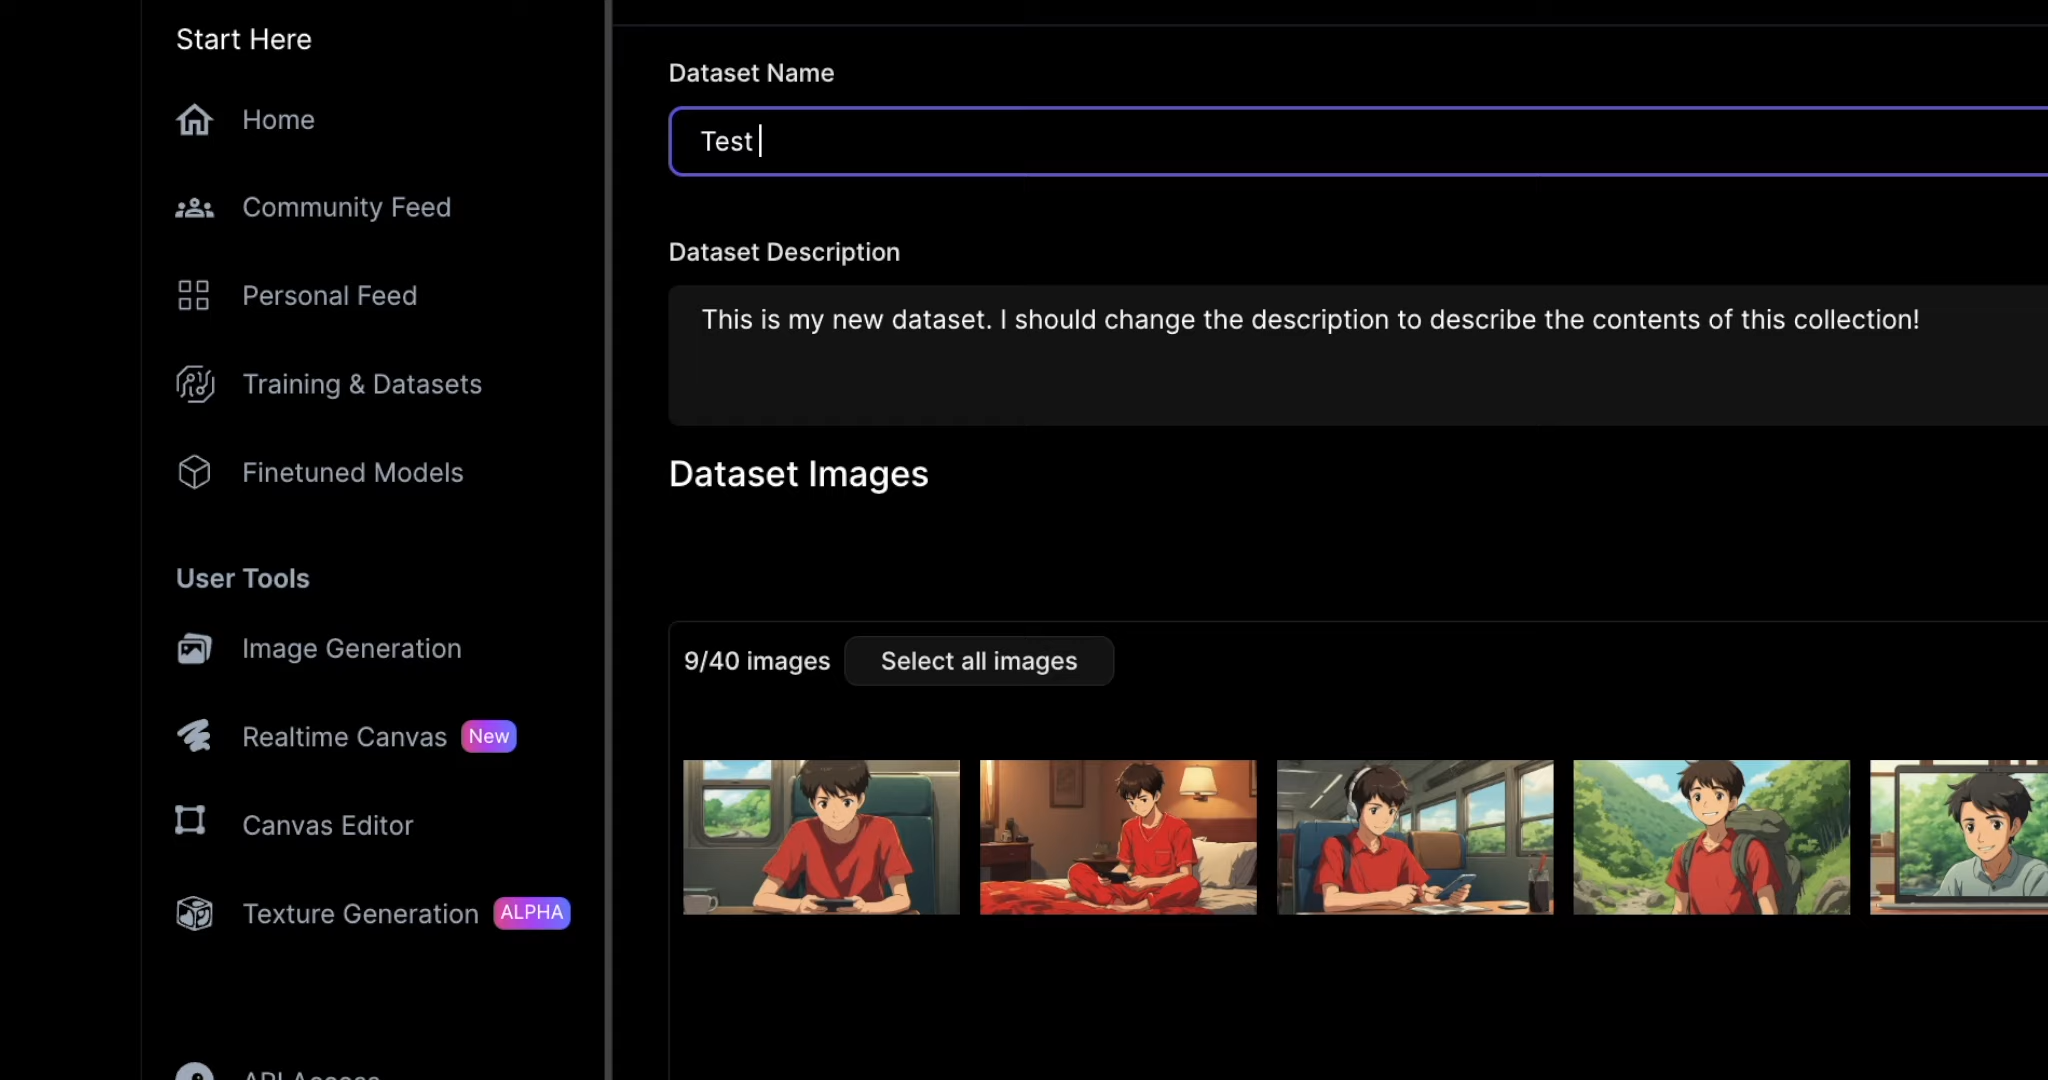 Start Here
Home
Community Feed
Personal Feed
Training & Datasets
Finetuned Models
User Tools
Image Generation
Realtime Canvas New
Canvas Editor
Texture Generation ALPHA
API Access
Dataset Name
Test
Dataset Description
This is my new dataset. I should change the description to describe the contents of this collection!
Dataset Images
9/40 images
Select all images